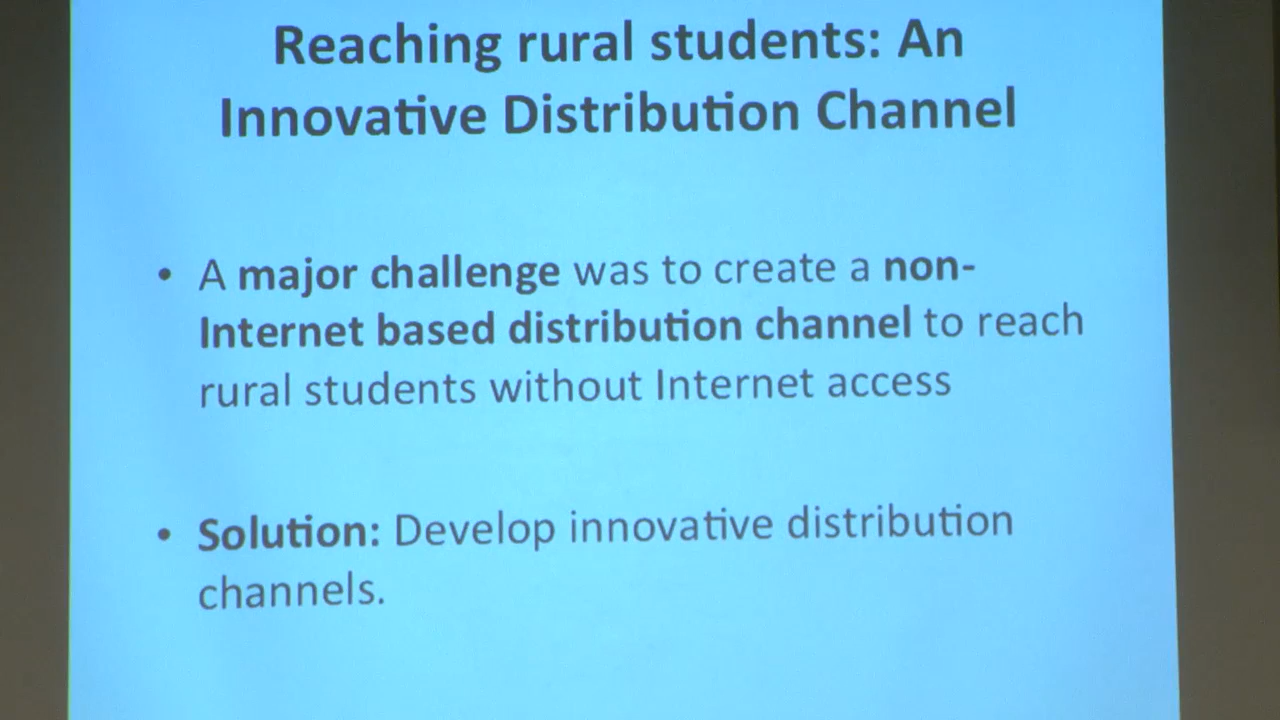 Reaching rural students: An
Innovative Distribution Channel
• A major challenge was to create a non-
Internet based distribution channel to reach
rural students without Internet access
• Solution: Develop innovative distribution
channels.